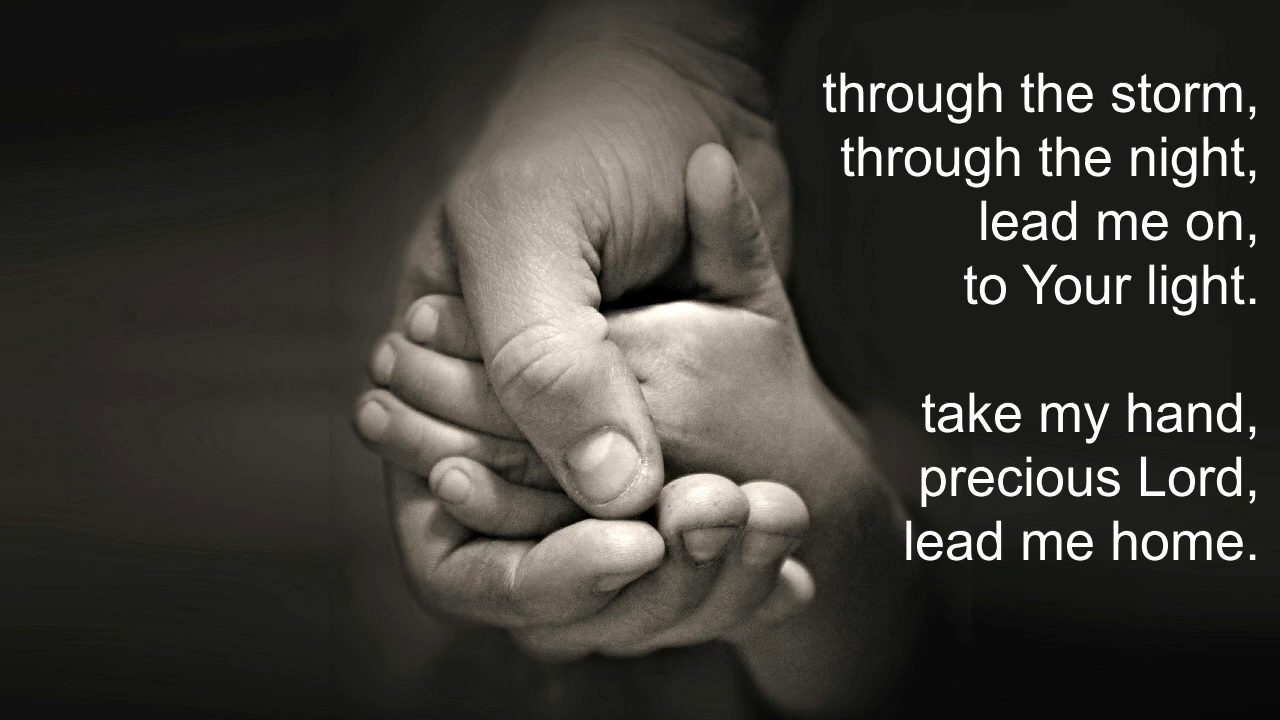 through the storm,
through the night,
lead me on,
to Your light.
take my hand,
precious Lord,
lead me home.